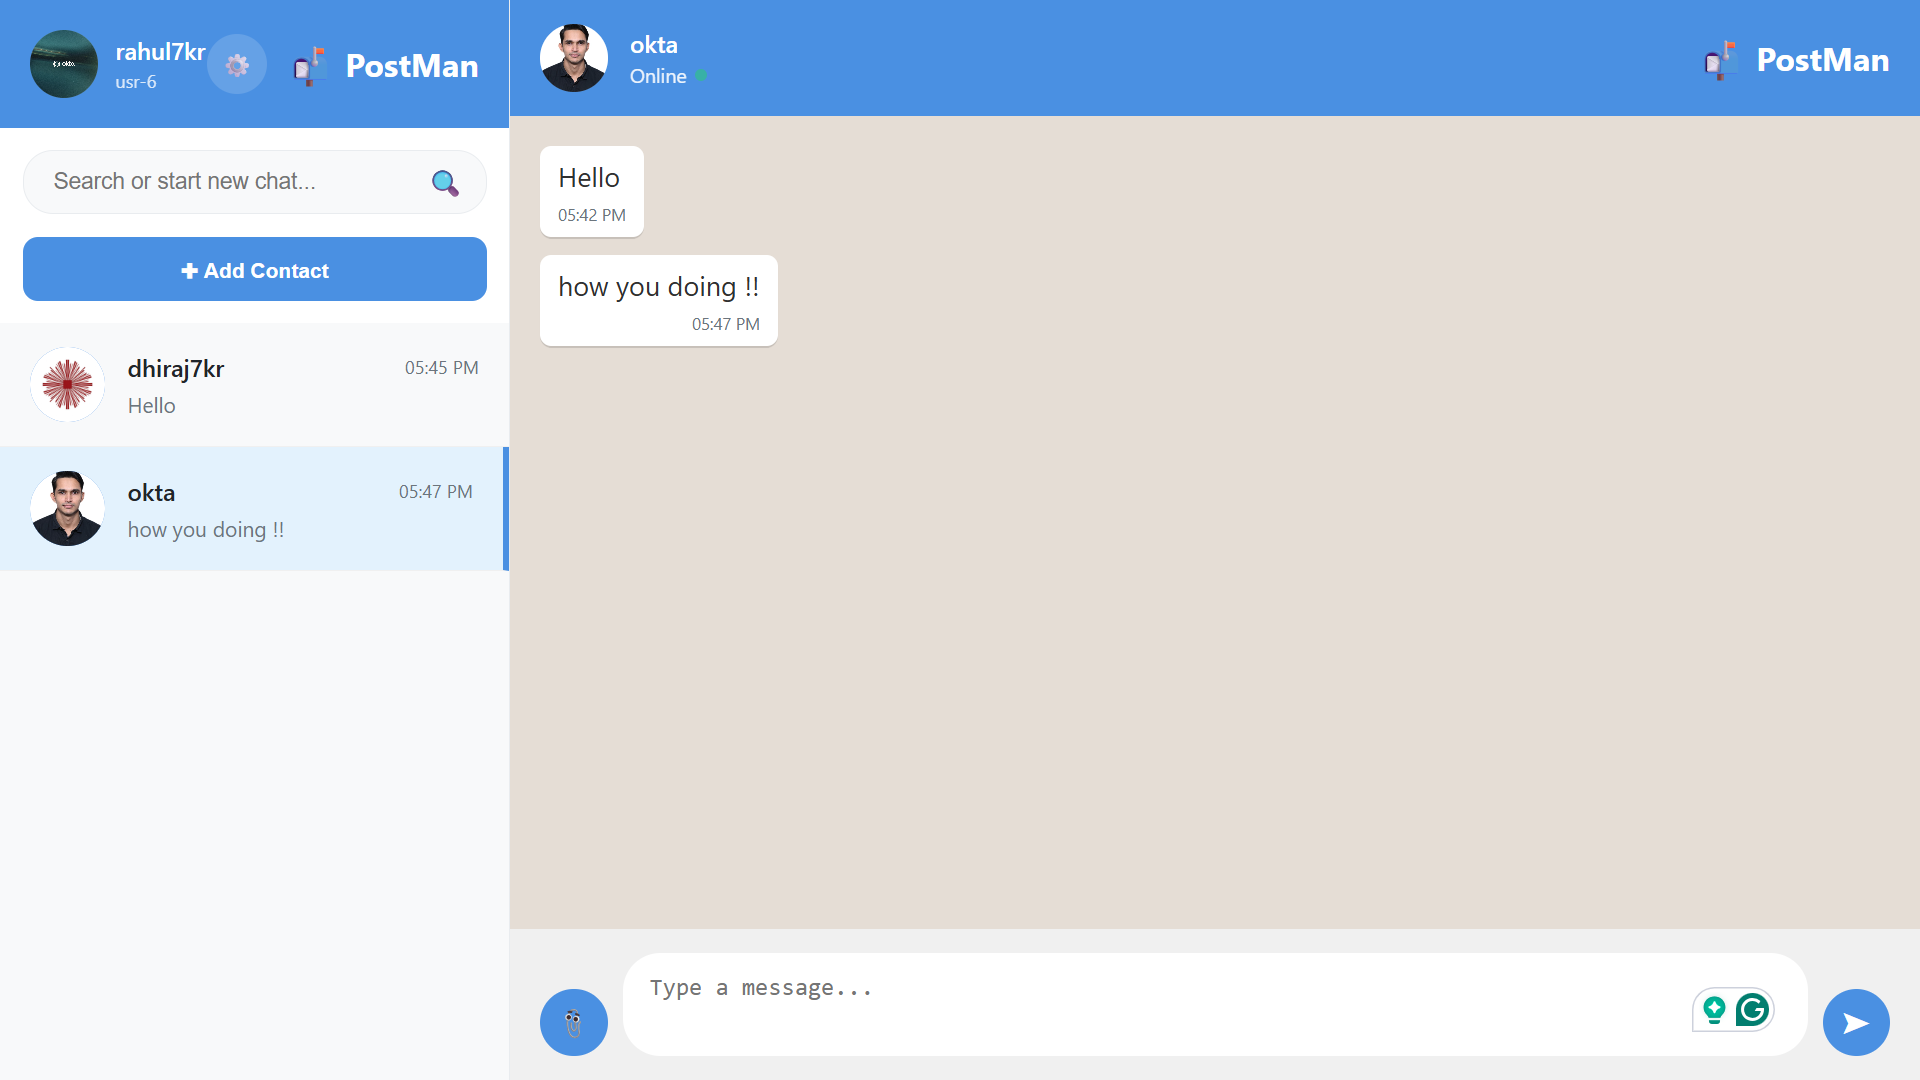 rahul7kr
usr-6
PostMan
Search or start new chat...
Add Contact
dhiraj7kr
05:45 PM
Hello
okta
05:47 PM
how you doing !!
okta
Online
PostMan
Hello
05:42 PM
how you doing !!
05:47 PM
Type a message...